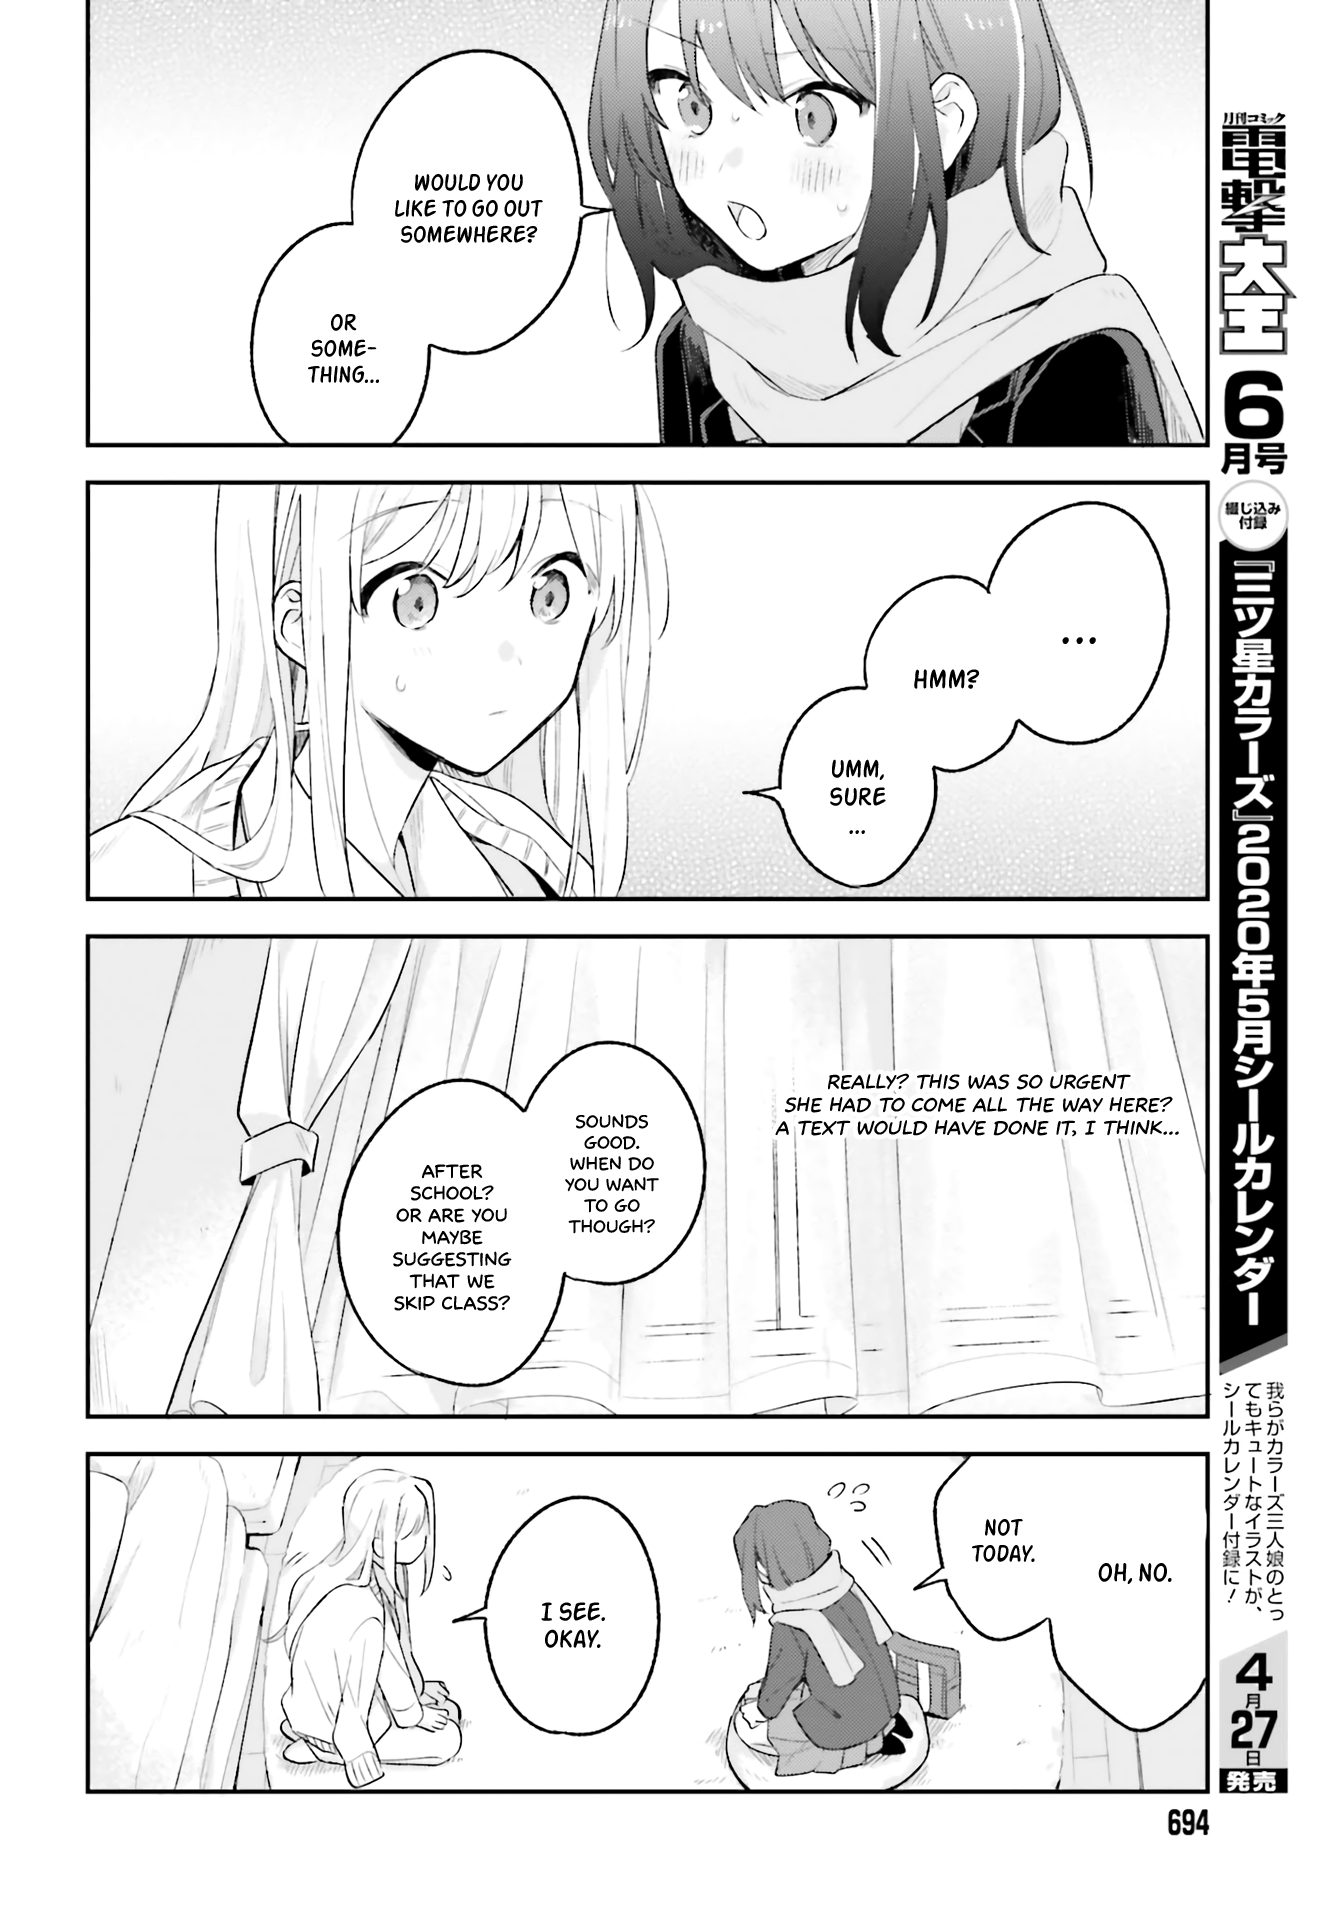 WOULD YOU
LIKE TO GO OUT
SOMEWHERE?
OR
SOME-
THING...
...
HMM?
UMM,
SURE
...
REALLY? THIS WAS SO URGENT
SHE HAD TO COME ALL THE WAY HERE?
A TEXT WOULD HAVE DONE IT, I THINK...
SOUNDS
GOOD.
WHEN DO
YOU WANT
TO GO
THOUGH?
AFTER
SCHOOL?
OR ARE YOU
MAYBE
SUGGESTING
THAT WE
SKIP CLASS?
OH, NO.
NOT
TODAY.
I SEE.
OKAY.
月刊コミック
電撃
大王
6
月号
綴じ込み
付録
『三ツ星カラーズ』2020年5月シールカレンダー
我らがカラーズ三人娘のとっ
てもキュートなイラストが、
シールカレンダー付録に!
4
月
27
日
発売
694